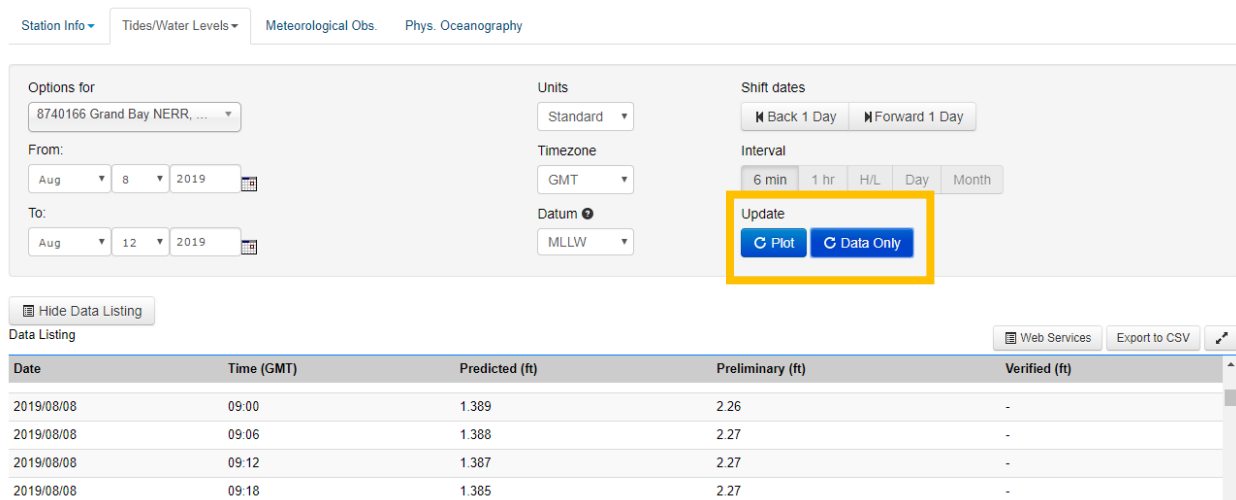 Station Info Tides/Water Levels Meteorological Obs. Phys. Oceanography
Options for Units Shift dates
8740166 Grand Bay NERR, ... Standard Back 1 Day Forward 1 Day
From: Timezone Interval
Aug 8 2019 GMT 6 min 1 hr H/L Day Month
To: Datum Update
Aug 12 2019 MLLW Plot Data Only
Hide Data Listing
Data Listing Web Services Export to CSV
Date Time (GMT) Predicted (ft) Preliminary (ft) Verified (ft)
2019/08/08 09:00 1.389 2.26 -
2019/08/08 09:06 1.388 2.27 -
2019/08/08 09:12 1.387 2.27 -
2019/08/08 09:18 1.385 2.27 -